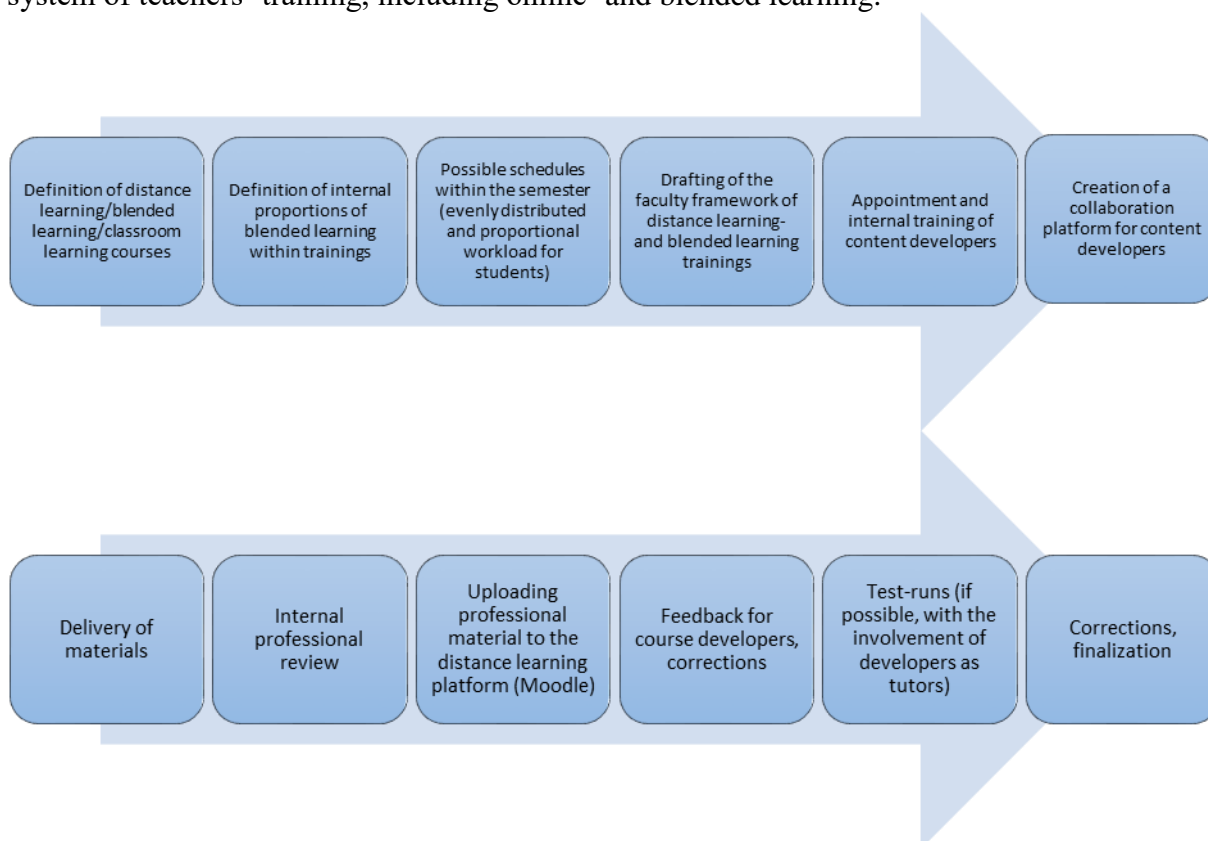 system of teachers' training, including online- and blended learning.
Definition of distance
learning/blended
learning/classroom
learning courses
Definition of internal
proportions of
blended learning
within trainings
Possible schedules
within the semester
(evenly distributed
and proportional
workload for
students)
Drafting of the
faculty framework of
distance learning-
and blended learning
trainings
Appointment and
internal training of
content developers
Creation of a
collaboration
platform for content
developers
Delivery of
materials
Internal
professional
review
Uploading
professional
material to the
distance learning
platform (Moodle)
Feedback for
course developers,
corrections
Test-runs (if
possible, with the
involvement of
developers as
tutors)
Corrections,
finalization